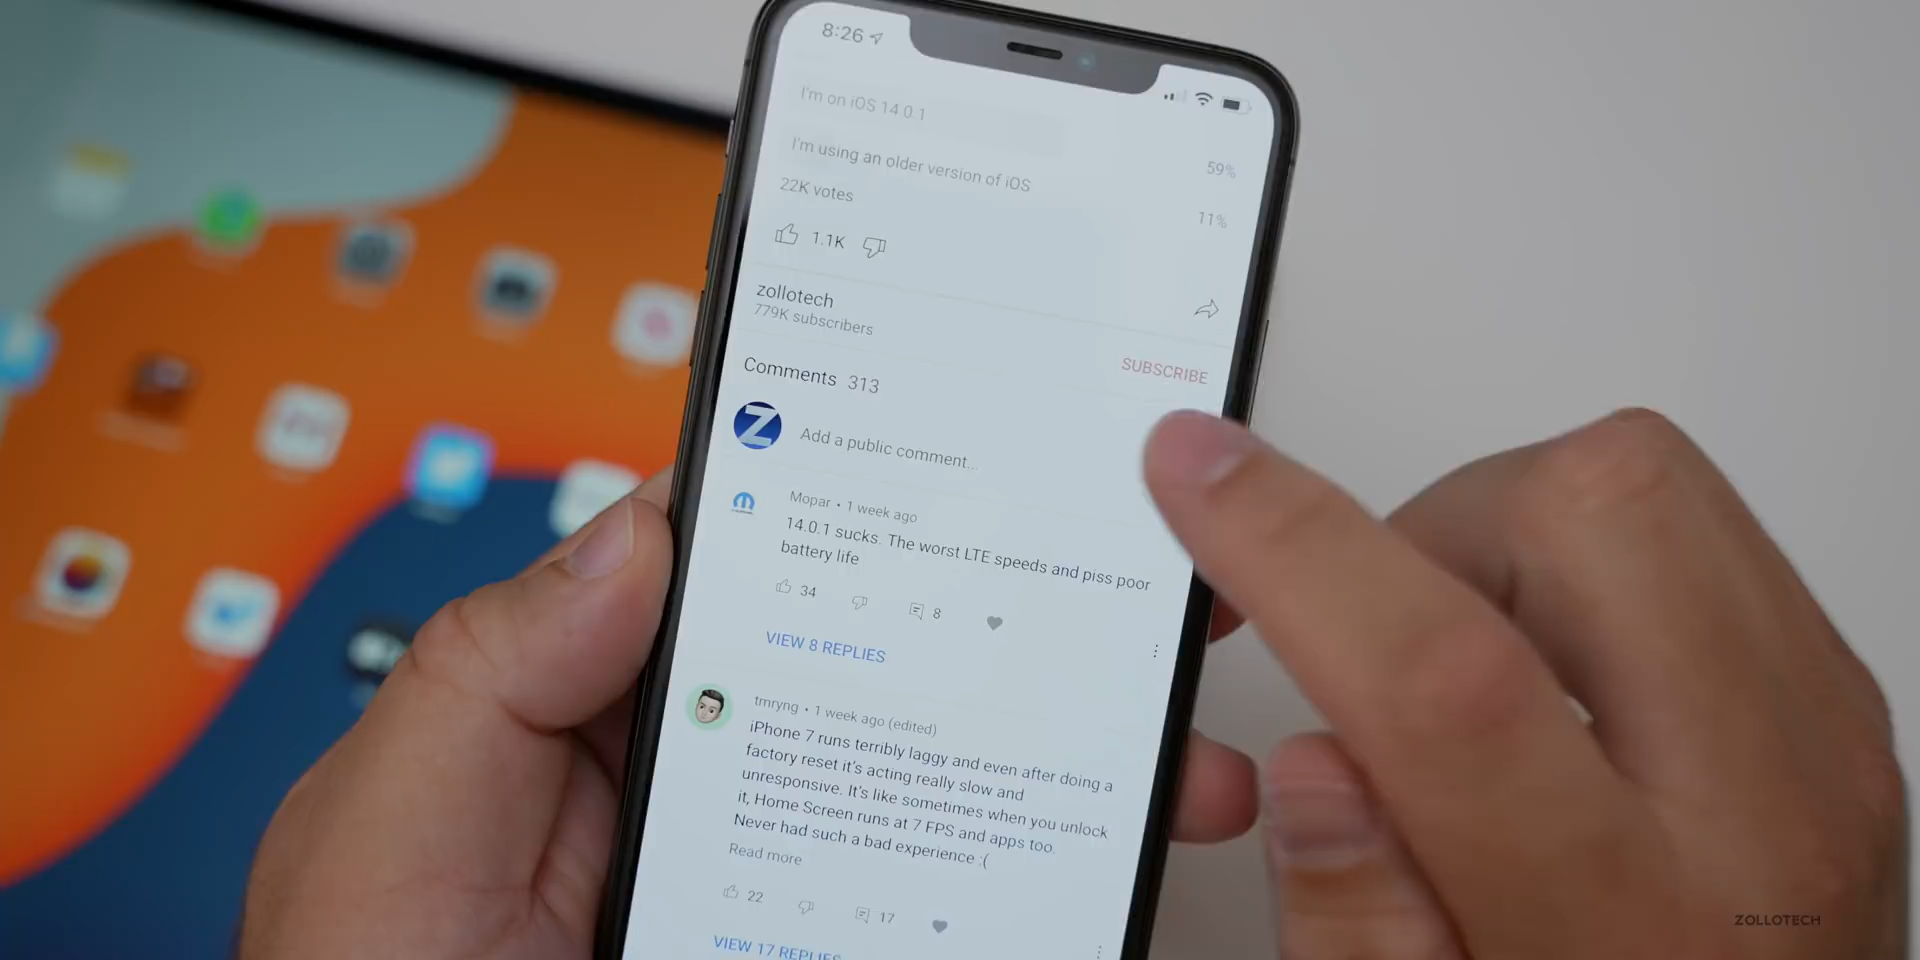 8:26
I'm on iOS 14.0.1
59%
I'm using an older version of iOS
11%
22K votes
1.1K
zollotech
779K subscribers
SUBSCRIBE
Comments 313
Z
Add a public comment...
Mopar • 1 week ago
14.0.1 sucks. The worst LTE speeds and piss poor
battery life
34
8
VIEW 8 REPLIES
tmryng • 1 week ago (edited)
iPhone 7 runs terribly laggy and even after doing a
factory reset it's acting really slow and
unresponsive. It's like sometimes when you unlock
it, Home Screen runs at 7 FPS and apps too.
Never had such a bad experience :(
Read more
22
17
VIEW 17 REPLIES
ZOLLOTECH